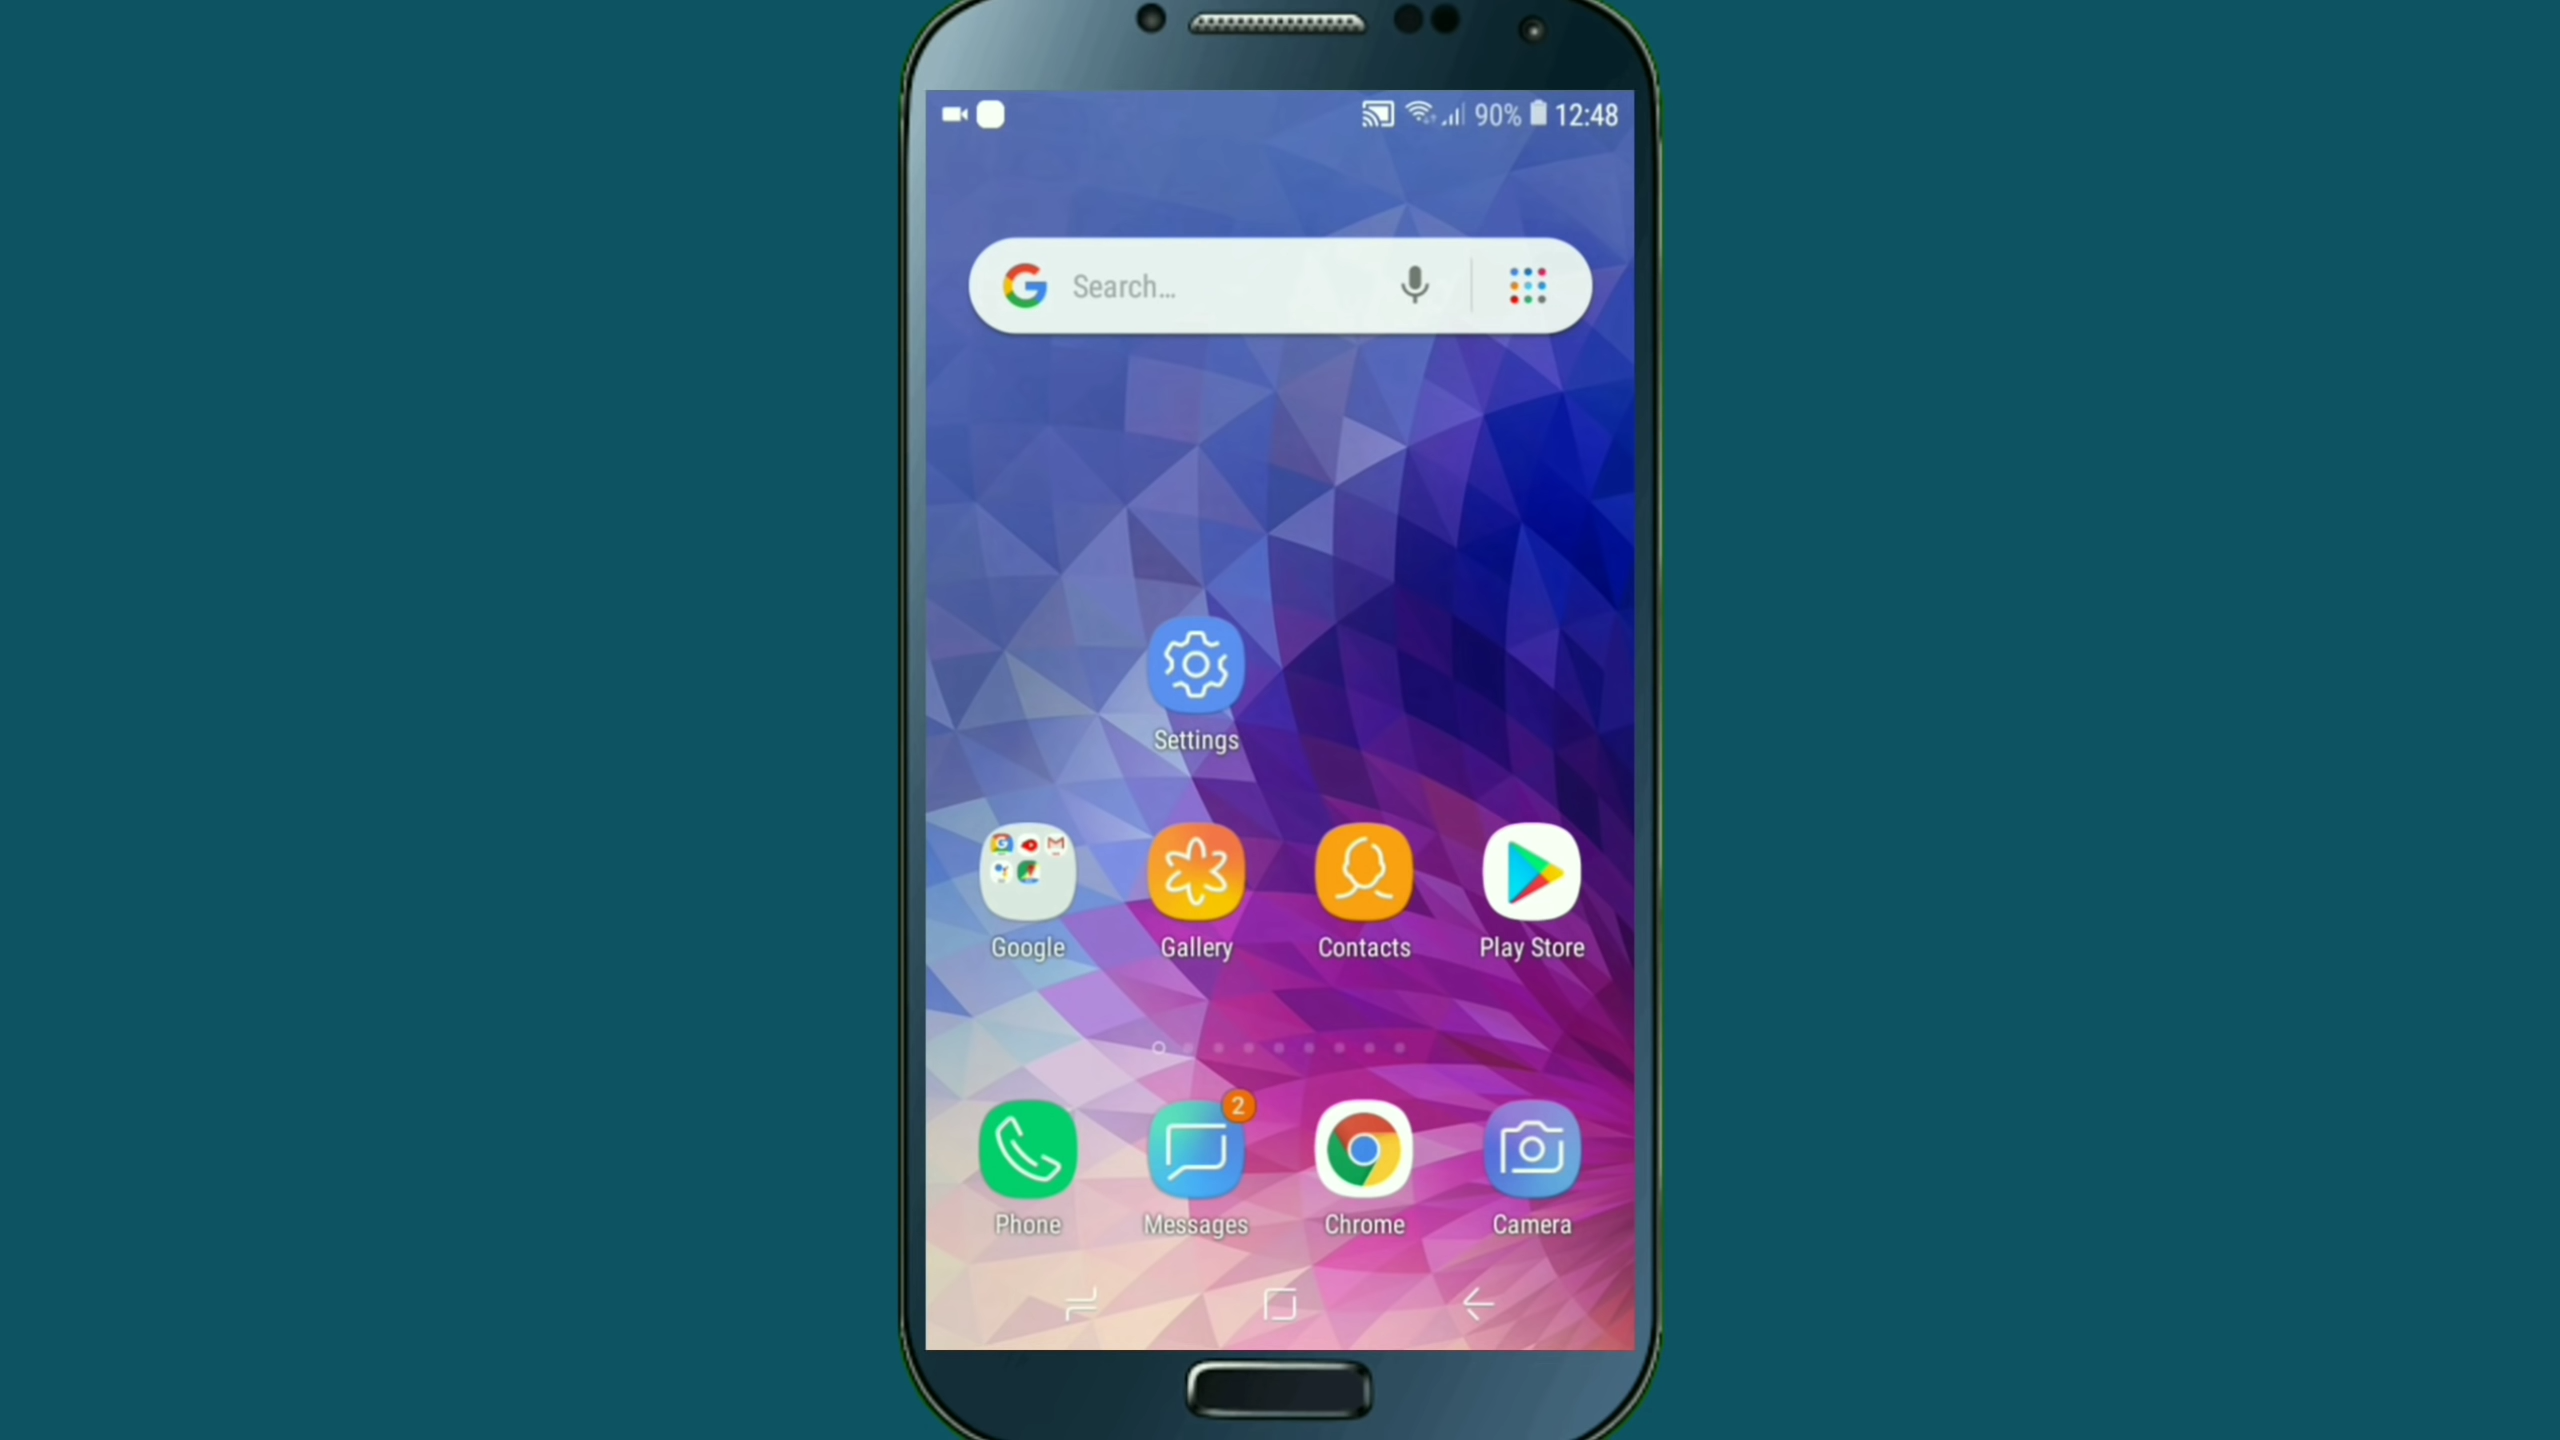 90% 12:48
Search...
Settings
Google Gallery Contacts Play Store
2
Phone Messages Chrome Camera